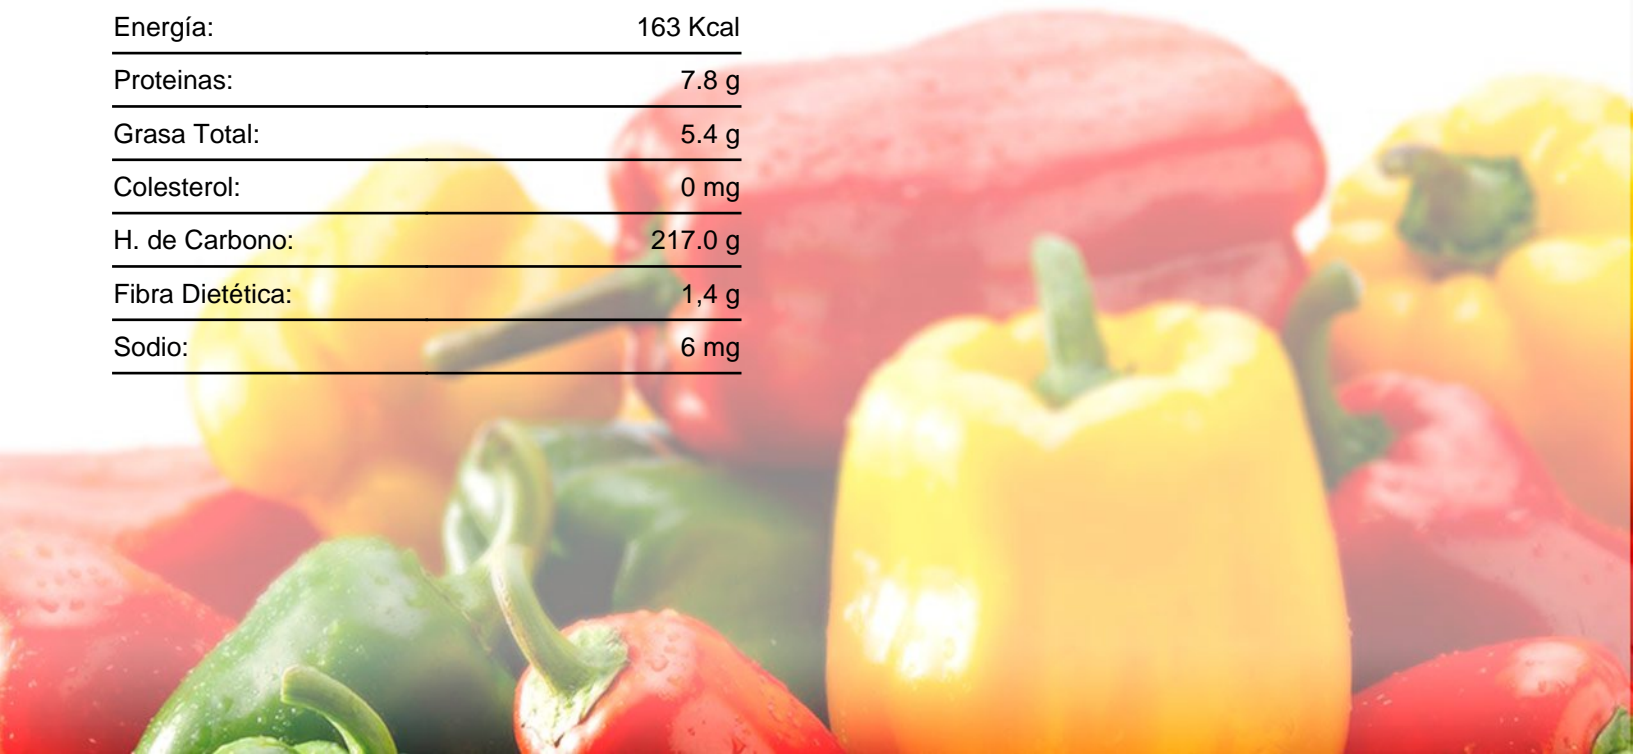 Energía: 163 Kcal
Proteinas: 7.8 g
Grasa Total: 5.4 g
Colesterol: 0 mg
H. de Carbono: 217.0 g
Fibra Dietética: 1,4 g
Sodio: 6 mg